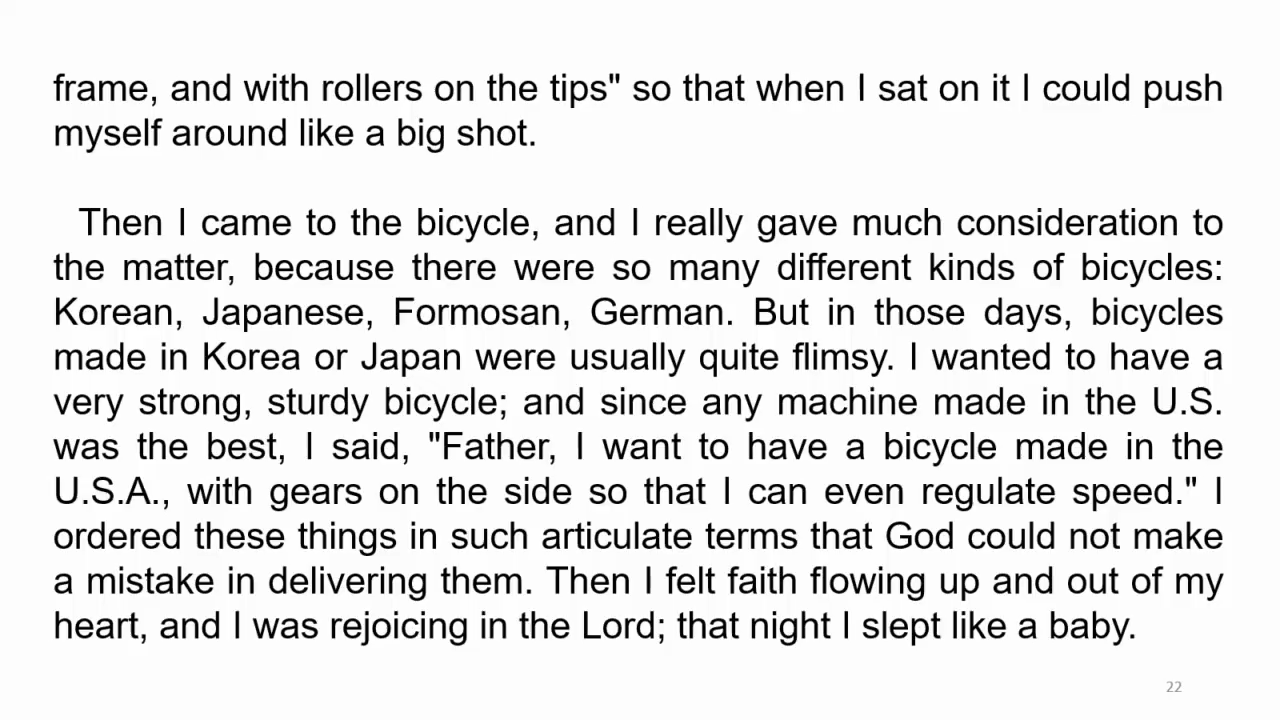 frame, and with rollers on the tips" so that when I sat on it I could push
myself around like a big shot.
Then I came to the bicycle, and I really gave much consideration to
the matter, because there were so many different kinds of bicycles:
Korean, Japanese, Formosan, German. But in those days, bicycles
made in Korea or Japan were usually quite flimsy. I wanted to have a
very strong, sturdy bicycle; and since any machine made in the U.S.
was the best, I said, "Father, I want to have a bicycle made in the
U.S.A., with gears on the side so that I can even regulate speed." I
ordered these things in such articulate terms that God could not make
a mistake in delivering them. Then I felt faith flowing up and out of my
heart, and I was rejoicing in the Lord; that night I slept like a baby.
22